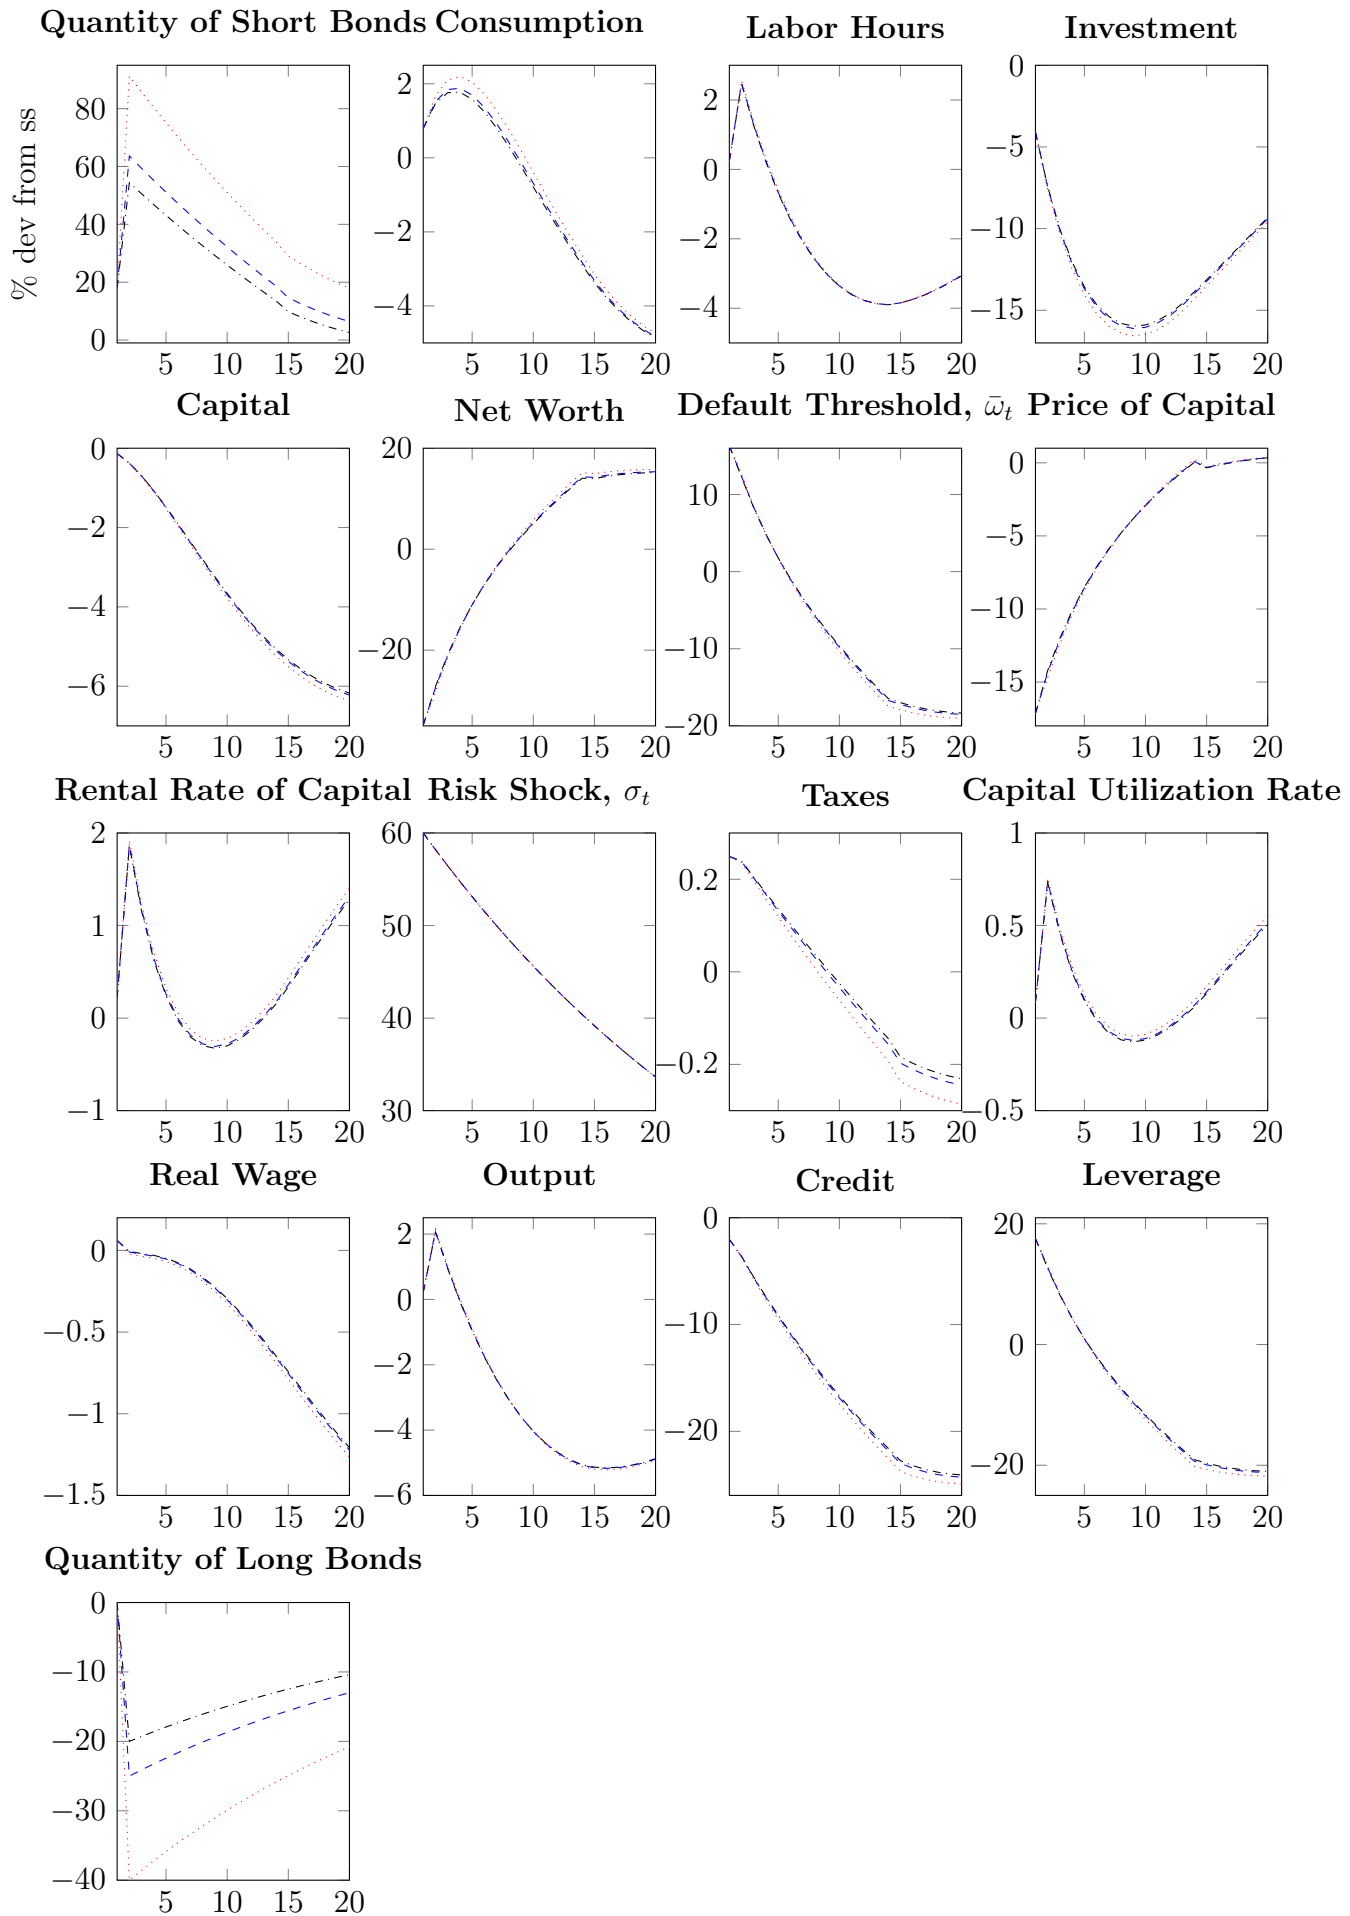 Quantity of Short Bonds Consumption Labor Hours Investment
% dev from ss
80
60
40
20
0
5 10 15 20
2
0
−2
−4
5 10 15 20
2
0
−2
−4
5 10 15 20
0
−5
−10
−15
5 10 15 20
Capital Net Worth Default Threshold, ω̄t Price of Capital
0
−2
−4
−6
5 10 15 20
20
0
−20
5 10 15 20
10
0
−10
−20
5 10 15 20
0
−5
−10
−15
5 10 15 20
Rental Rate of Capital Risk Shock, σt Taxes Capital Utilization Rate
2
1
0
−1
5 10 15 20
60
50
40
30
5 10 15 20
0.2
0
−0.2
5 10 15 20
1
0.5
0
−0.5
5 10 15 20
Real Wage Output Credit Leverage
0
−0.5
−1
−1.5
5 10 15 20
2
0
−2
−4
−6
5 10 15 20
0
−10
−20
5 10 15 20
20
0
−20
5 10 15 20
Quantity of Long Bonds
0
−10
−20
−30
−40
5 10 15 20